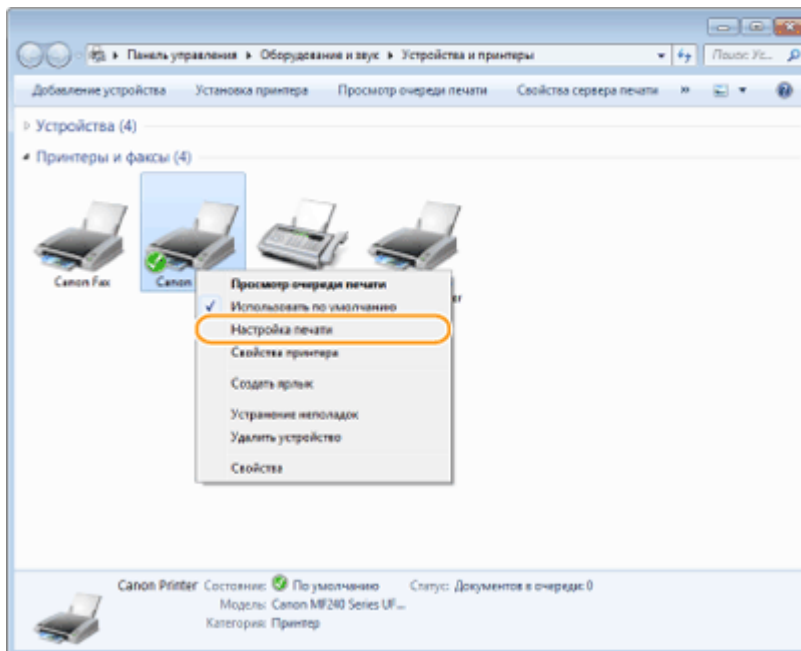 Панель управления ▸ Оборудование и звук ▸ Устройства и принтеры
Поиск: Ус...
Добавление устройства Установка принтера Просмотр очереди печати Свойства сервера печати »
Устройства (4)
Принтеры и факсы (4)
Canon Fax
Canon
er
Просмотр очереди печати
Использовать по умолчанию
Настройка печати
Свойства принтера
Создать ярлык
Устранение неполадок
Удалить устройство
Свойства
Canon Printer Состояние: По умолчанию Статус: Документов в очереди: 0
Модель: Canon MF240 Series UF...
Категория: Принтер